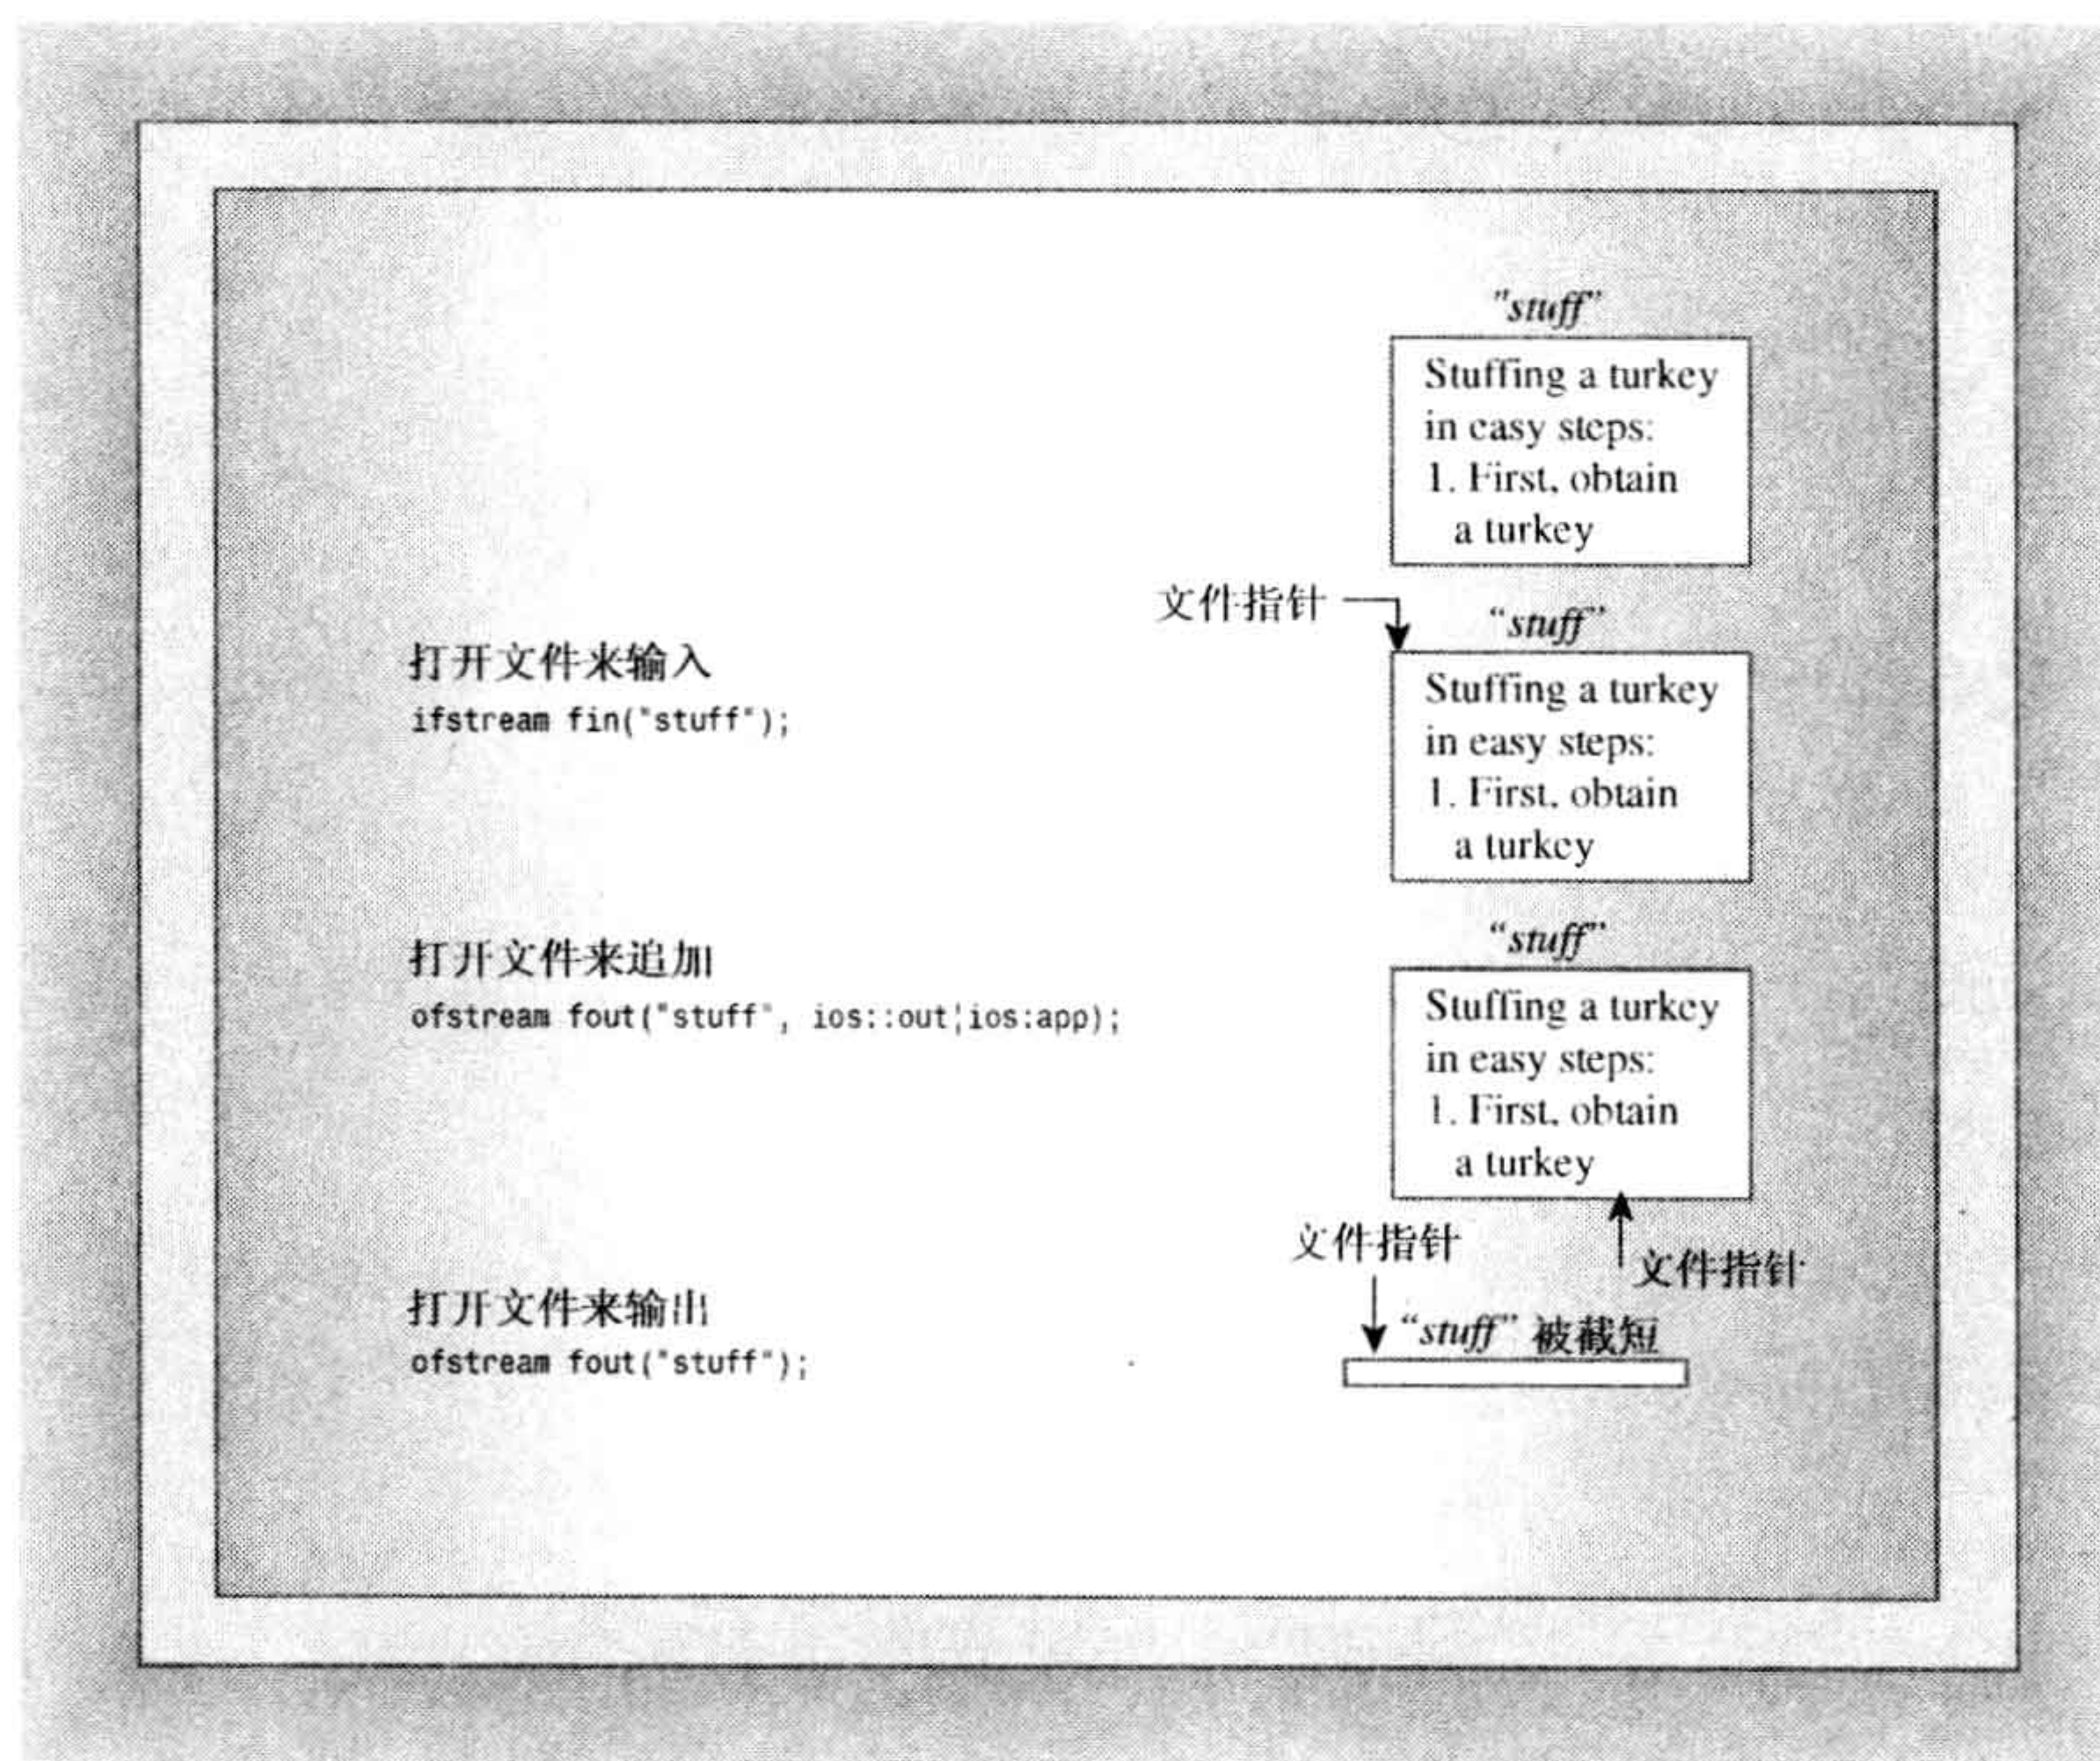 "stuff"
Stuffing a turkey
in easy steps:
1. First, obtain
a turkey
文件指针
打开文件来输入
ifstream fin("stuff");
“stuff”
Stuffing a turkey
in easy steps:
1. First, obtain
a turkey
打开文件来追加
ofstream fout("stuff", ios::out|ios:app);
“stuff”
Stuffing a turkey
in easy steps:
1. First, obtain
a turkey
文件指针
文件指针
打开文件来输出
ofstream fout("stuff");
“stuff” 被截短